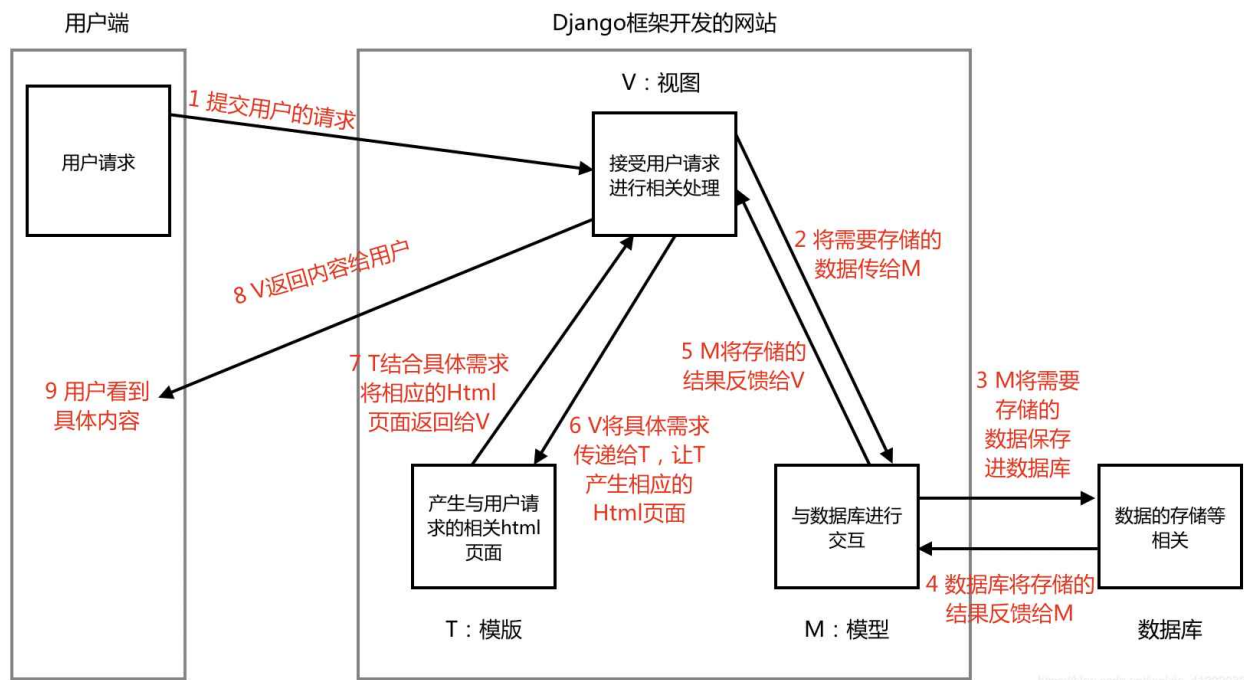 用户端
Django框架开发的网站
V：视图
用户请求
1 提交用户的请求
接受用户请求
进行相关处理
2 将需要存储的
数据传给M
8 V返回内容给用户
7 T结合具体需求
将相应的Html
页面返回给V
5 M将存储的
结果反馈给V
9 用户看到
具体内容
6 V将具体需求
传递给T，让T
产生相应的
Html页面
3 M将需要
存储的
数据保存
进数据库
产生与用户请
求的相关html
页面
与数据库进行
交互
数据的存储等
相关
4 数据库将存储的
结果反馈给M
T：模版
M：模型
数据库